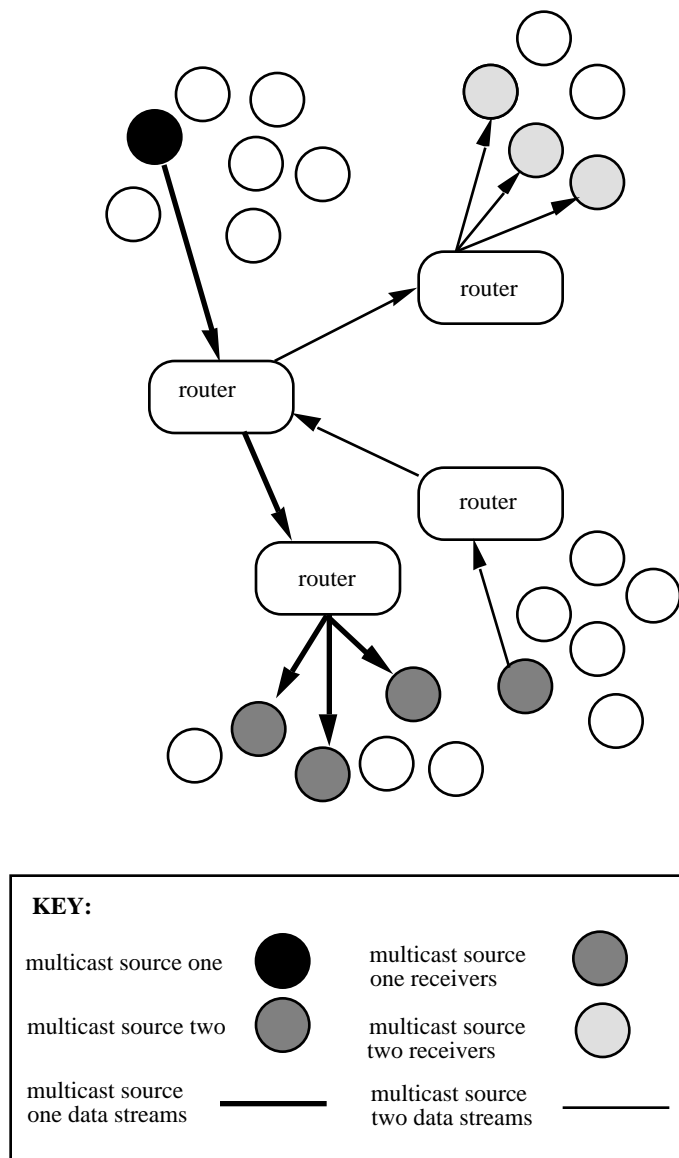 router
router
router
router
KEY:
multicast source one
multicast source
one receivers
multicast source two
multicast source
two receivers
multicast source
one data streams
multicast source
two data streams